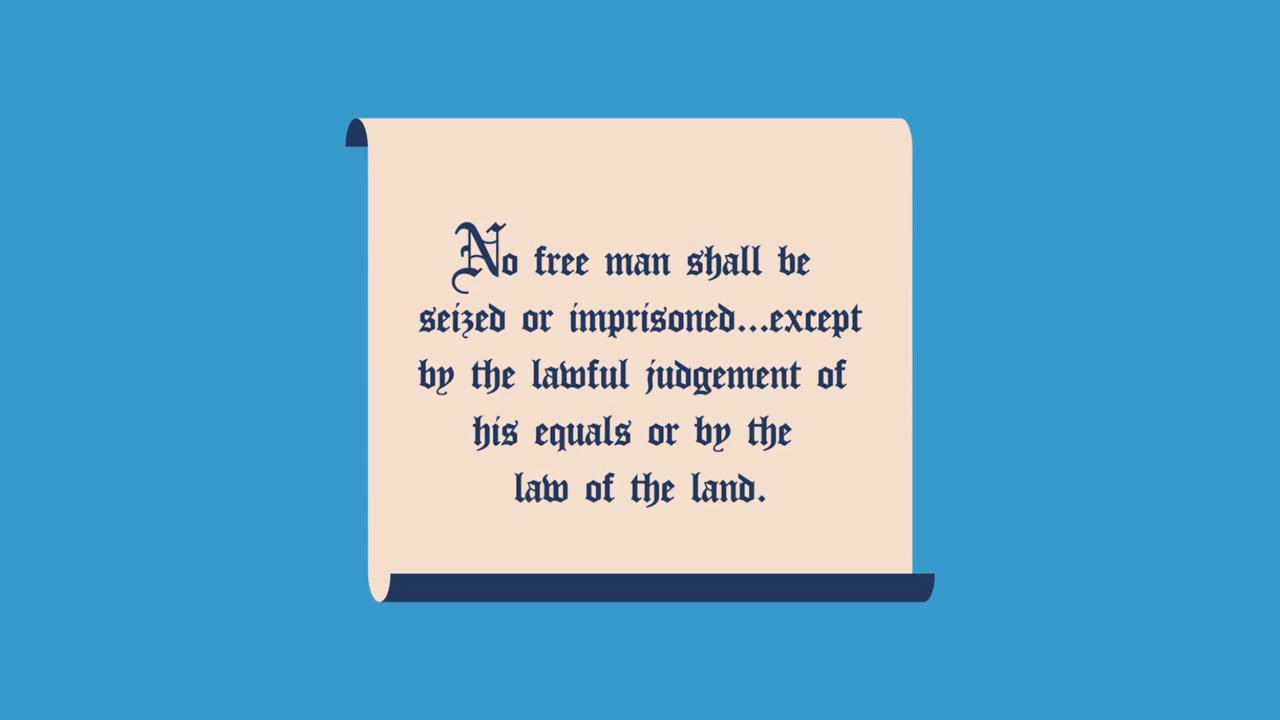 No free man shall be
seized or imprisoned...except
by the lawful judgement of
his equals or by the
law of the land.